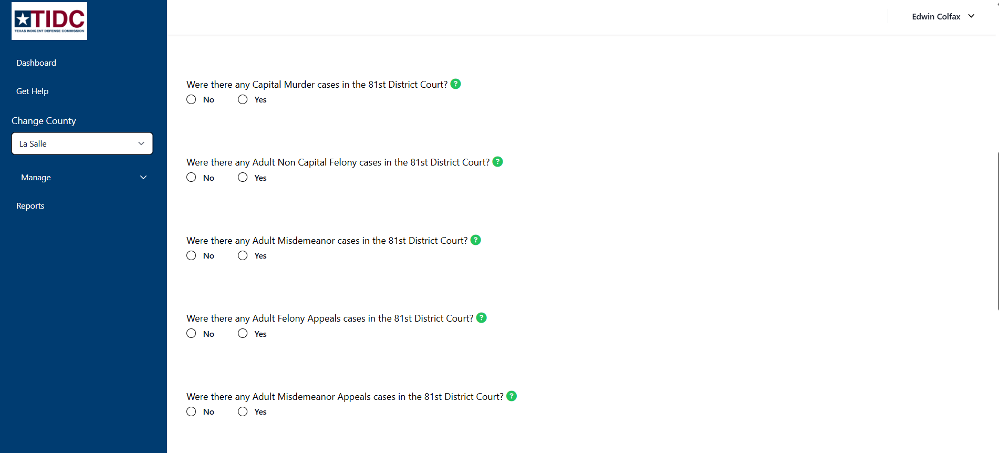 TIDC
TEXAS INDIGENT DEFENSE COMMISSION
Edwin Colfax
Dashboard
Get Help
Change County
La Salle
Manage
Reports
Were there any Capital Murder cases in the 81st District Court? ?
No Yes
Were there any Adult Non Capital Felony cases in the 81st District Court? ?
No Yes
Were there any Adult Misdemeanor cases in the 81st District Court? ?
No Yes
Were there any Adult Felony Appeals cases in the 81st District Court? ?
No Yes
Were there any Adult Misdemeanor Appeals cases in the 81st District Court? ?
No Yes